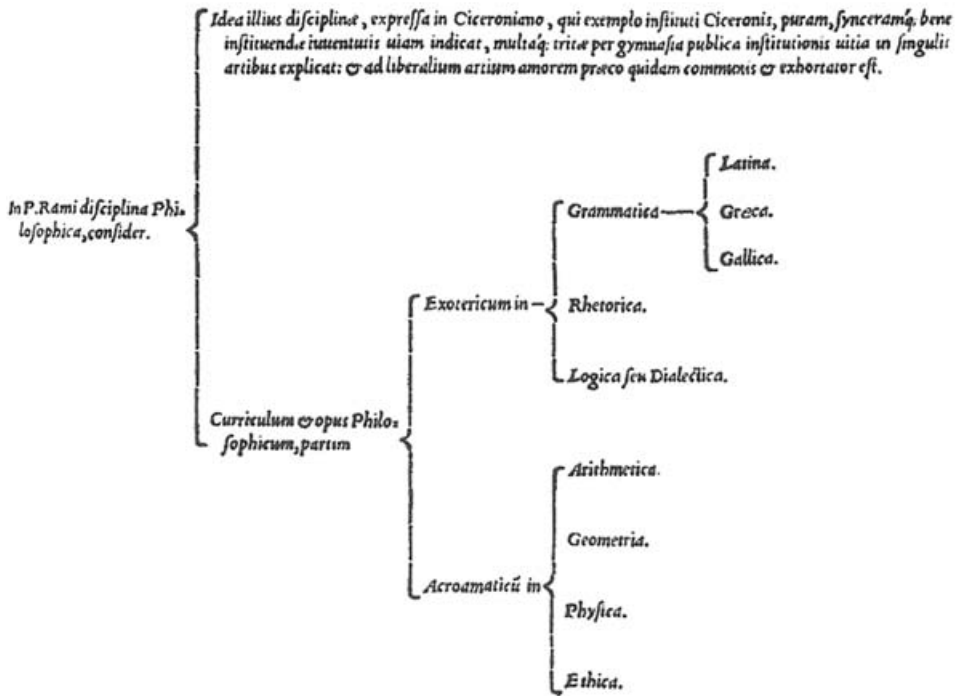 Idea illius diſciplinæ, expreſſa in Ciceroniano, qui exemplo inſtituti Ciceronis, puram, ſynceramq́; bene
inſtituendæ iuuentutis uiam indicat, multaq́; tritæ per gymnaſia publica inſtitutionis uitia in ſingulis
artibus explicat: & ad liberalium artium amorem præco quidam communis & exhortator eſt.
In P. Rami diſciplina Phi-
loſophica, conſider.
Latina.
Grammatica
Greca.
Gallica.
Exotericum in
Rhetorica.
Logica ſeu Dialectica.
Curriculum & opus Philo-
ſophicum, partim
Arithmetica.
Geometria.
Acroamaticũ in
Phyſica.
Ethica.